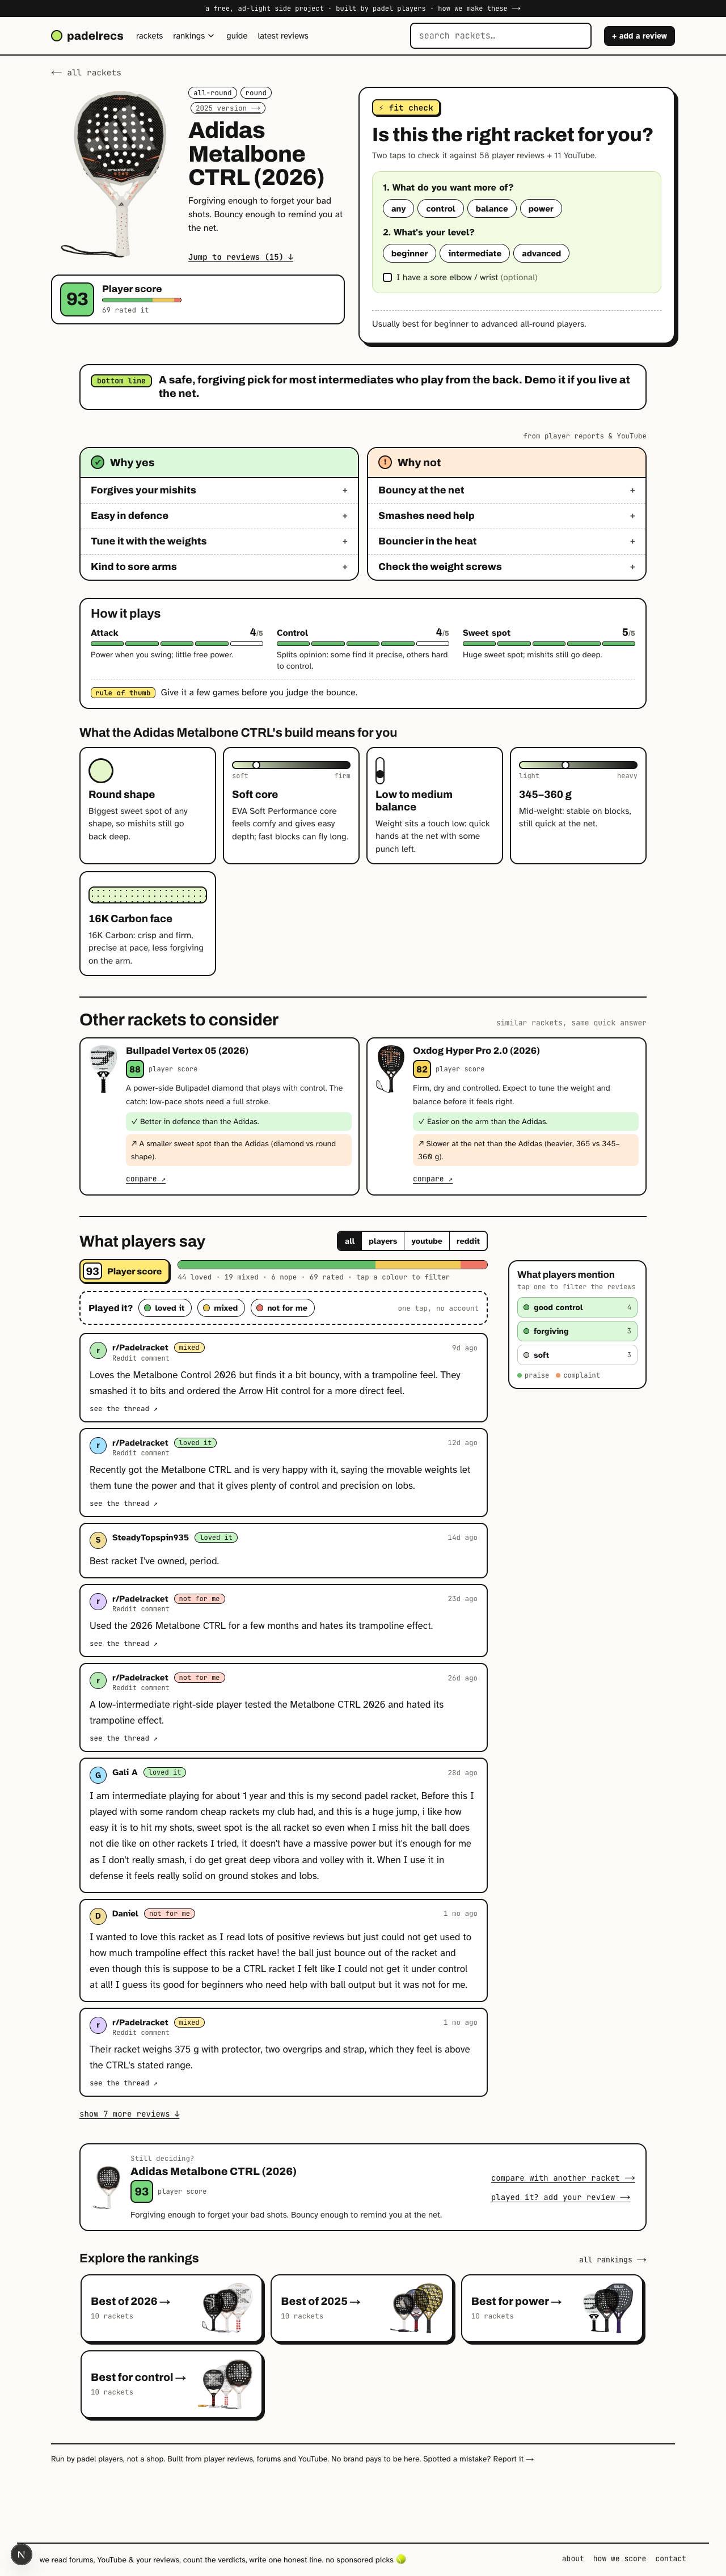 a free, ad-light side project · built by padel players · how we make these →
padelrecs
rackets
rankings
guide
latest reviews
search rackets…
+ add a review
← all rackets
all-round
round
2025 version →
Adidas
Metalbone
CTRL (2026)
Forgiving enough to forget your bad
shots. Bouncy enough to remind you at
the net.
Jump to reviews (15) ↓
93
Player score
69 rated it
⚡ fit check
Is this the right racket for you?
Two taps to check it against 58 player reviews + 11 YouTube.
1. What do you want more of?
any
control
balance
power
2. What's your level?
beginner
intermediate
advanced
I have a sore elbow / wrist (optional)
Usually best for beginner to advanced all-round players.
bottom line
A safe, forgiving pick for most intermediates who play from the back. Demo it if you live at
the net.
from player reports & YouTube
✓ Why yes
Forgives your mishits +
Easy in defence +
Tune it with the weights +
Kind to sore arms +
! Why not
Bouncy at the net +
Smashes need help +
Bouncier in the heat +
Check the weight screws +
How it plays
Attack 4/5
Power when you swing; little free power.
Control 4/5
Splits opinion: some find it precise, others hard
to control.
Sweet spot 5/5
Huge sweet spot; mishits still go deep.
rule of thumb
Give it a few games before you judge the bounce.
What the Adidas Metalbone CTRL's build means for you
Round shape
Biggest sweet spot of any
shape, so mishits still go
back deep.
soft firm
Soft core
EVA Soft Performance core
feels comfy and gives easy
depth; fast blocks can fly long.
Low to medium
balance
Weight sits a touch low: quick
hands at the net with some
punch left.
light heavy
345–360 g
Mid-weight: stable on blocks,
still quick at the net.
16K Carbon face
16K Carbon: crisp and firm,
precise at pace, less forgiving
on the arm.
Other rackets to consider
similar rackets, same quick answer
Bullpadel Vertex 05 (2026)
88 player score
A power-side Bullpadel diamond that plays with control. The
catch: low-pace shots need a full stroke.
✓ Better in defence than the Adidas.
↗ A smaller sweet spot than the Adidas (diamond vs round
shape).
compare ↗
Oxdog Hyper Pro 2.0 (2026)
82 player score
Firm, dry and controlled. Expect to tune the weight and
balance before it feels right.
✓ Easier on the arm than the Adidas.
↗ Slower at the net than the Adidas (heavier, 365 vs 345–
360 g).
compare ↗
What players say
all
players
youtube
reddit
93 Player score
44 loved · 19 mixed · 6 nope · 69 rated · tap a colour to filter
Played it?
loved it
mixed
not for me
one tap, no account
What players mention
tap one to filter the reviews
good control 4
forgiving 3
soft 3
praise
complaint
r
r/Padelracket mixed 9d ago
Reddit comment
Loves the Metalbone Control 2026 but finds it a bit bouncy, with a trampoline feel. They
smashed it to bits and ordered the Arrow Hit control for a more direct feel.
see the thread ↗
r
r/Padelracket loved it 12d ago
Reddit comment
Recently got the Metalbone CTRL and is very happy with it, saying the movable weights let
them tune the power and that it gives plenty of control and precision on lobs.
see the thread ↗
S
SteadyTopspin935 loved it 14d ago
Best racket I've owned, period.
r
r/Padelracket not for me 23d ago
Reddit comment
Used the 2026 Metalbone CTRL for a few months and hates its trampoline effect.
see the thread ↗
r
r/Padelracket not for me 26d ago
Reddit comment
A low-intermediate right-side player tested the Metalbone CTRL 2026 and hated its
trampoline effect.
see the thread ↗
G
Gali A loved it 28d ago
I am intermediate playing for about 1 year and this is my second padel racket, Before this I
played with some random cheap rackets my club had, and this is a huge jump, i like how
easy it is to hit my shots, sweet spot is the all racket so even when I miss hit the ball does
not die like on other rackets I tried, it doesn't have a massive power but it's enough for me
as I don't really smash, i do get great deep vibora and volley with it. When I use it in
defense it feels really solid on ground stokes and lobs.
D
Daniel not for me 1 mo ago
I wanted to love this racket as I read lots of positive reviews but just could not get used to
how much trampoline effect this racket have! the ball just bounce out of the racket and
even though this is suppose to be a CTRL racket I felt like I could not get it under control
at all! I guess its good for beginners who need help with ball output but it was not for me.
r
r/Padelracket mixed 1 mo ago
Reddit comment
Their racket weighs 375 g with protector, two overgrips and strap, which they feel is above
the CTRL's stated range.
see the thread ↗
show 7 more reviews ↓
Still deciding?
Adidas Metalbone CTRL (2026)
93 player score
Forgiving enough to forget your bad shots. Bouncy enough to remind you at the net.
compare with another racket →
played it? add your review →
Explore the rankings
all rankings →
Best of 2026 →
10 rackets
Best of 2025 →
10 rackets
Best for power →
10 rackets
Best for control →
10 rackets
Run by padel players, not a shop. Built from player reviews, forums and YouTube. No brand pays to be here. Spotted a mistake? Report it →
N
we read forums, YouTube & your reviews, count the verdicts, write one honest line. no sponsored picks
about
how we score
contact